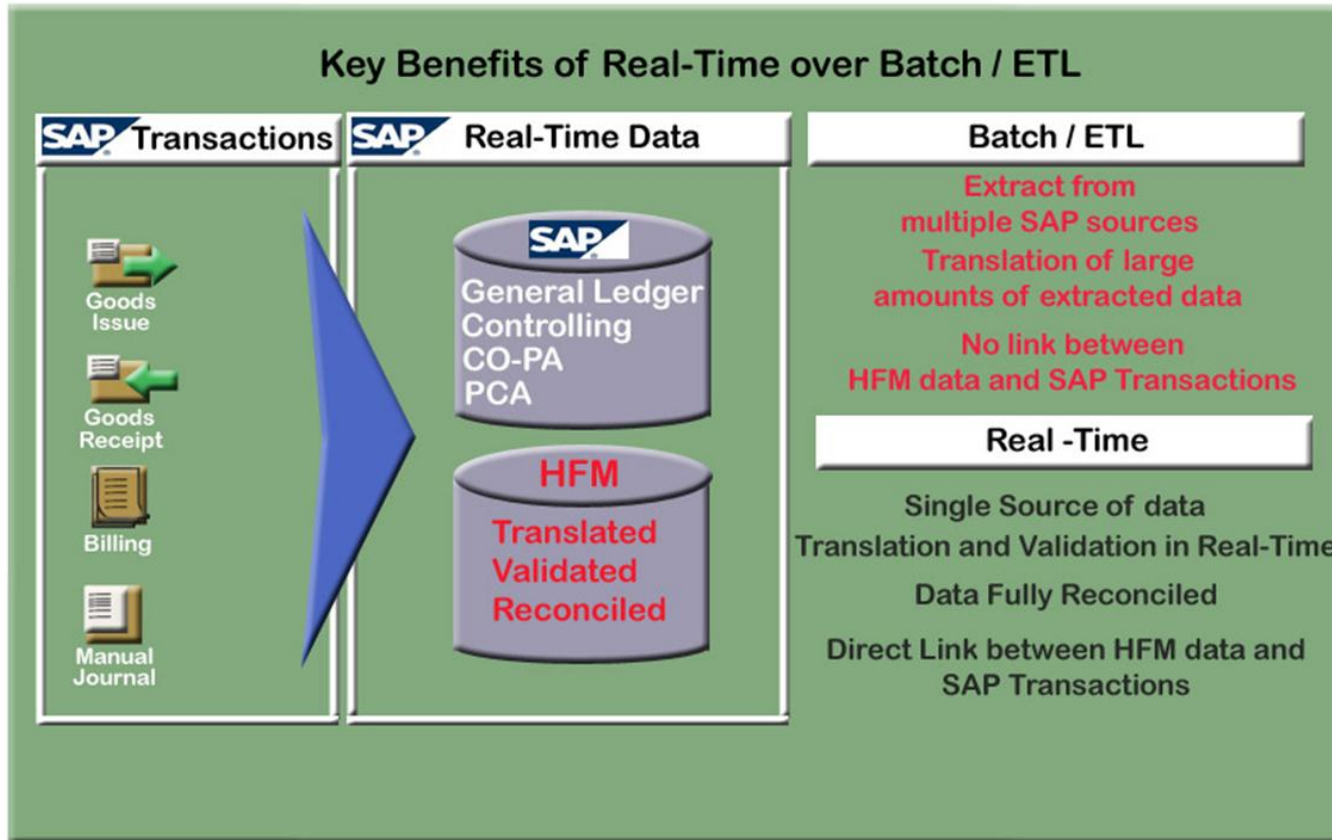 Key Benefits of Real-Time over Batch / ETL
SAP Transactions
Goods
Issue
Goods
Receipt
Billing
Manual
Journal
SAP Real-Time Data
SAP
General Ledger
Controlling
CO-PA
PCA
HFM
Translated
Validated
Reconciled
Batch / ETL
Extract from
multiple SAP sources
Translation of large
amounts of extracted data
No link between
HFM data and SAP Transactions
Real -Time
Single Source of data
Translation and Validation in Real-Time
Data Fully Reconciled
Direct Link between HFM data and
SAP Transactions